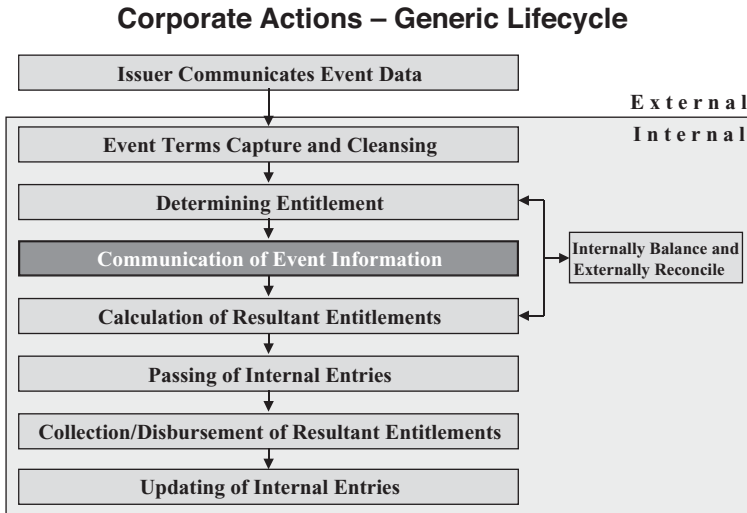 Corporate Actions – Generic Lifecycle
Issuer Communicates Event Data
External
Internal
Event Terms Capture and Cleansing
Determining Entitlement
Communication of Event Information
Internally Balance and
Externally Reconcile
Calculation of Resultant Entitlements
Passing of Internal Entries
Collection/Disbursement of Resultant Entitlements
Updating of Internal Entries